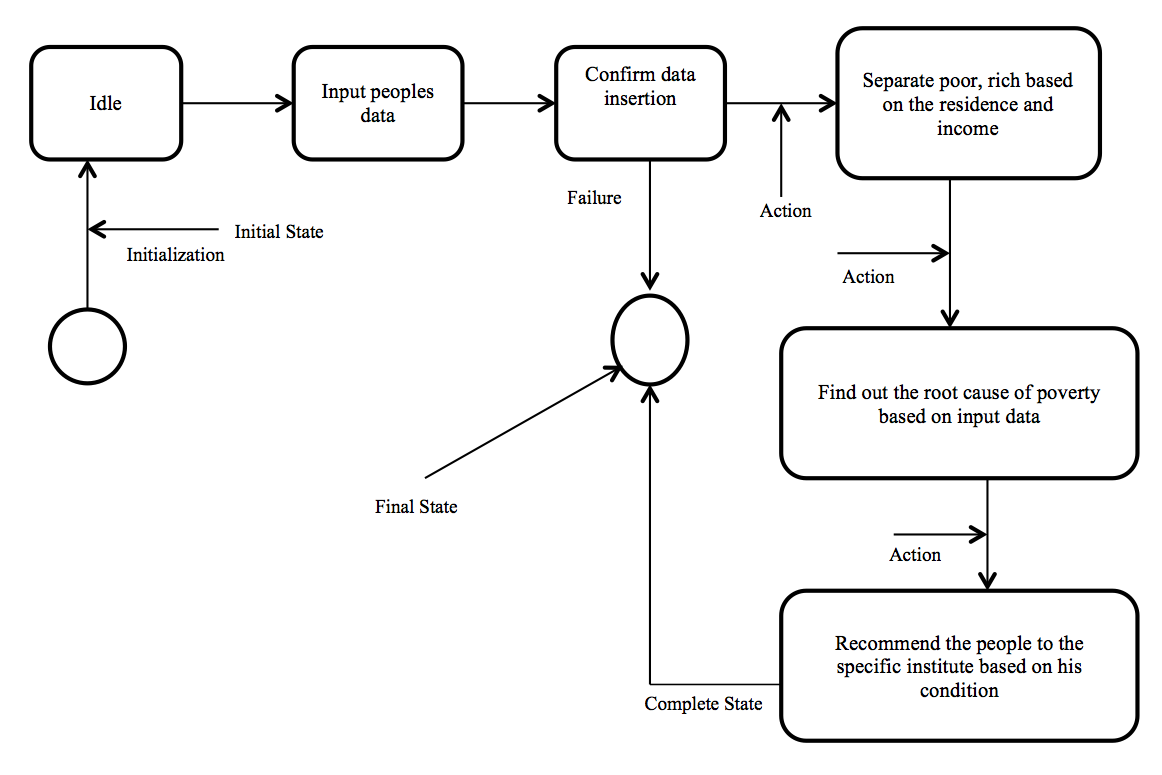 Idle
Input peoples
data
Confirm data
insertion
Separate poor, rich based
on the residence and
income
Failure
Action
Initial State
Initialization
Action
Find out the root cause of poverty
based on input data
Final State
Action
Recommend the people to the
specific institute based on his
condition
Complete State